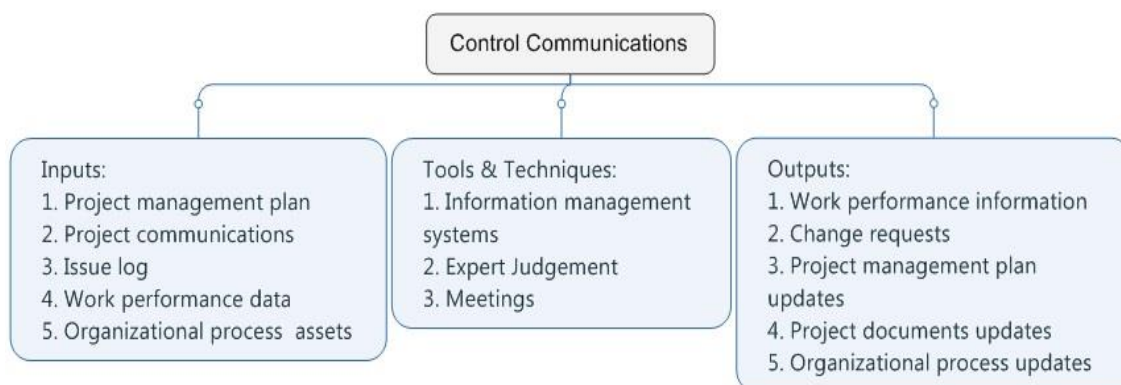 Control Communications
Inputs:
1. Project management plan
2. Project communications
3. Issue log
4. Work performance data
5. Organizational process assets
Tools & Techniques:
1. Information management
systems
2. Expert Judgement
3. Meetings
Outputs:
1. Work performance information
2. Change requests
3. Project management plan
updates
4. Project documents updates
5. Organizational process updates